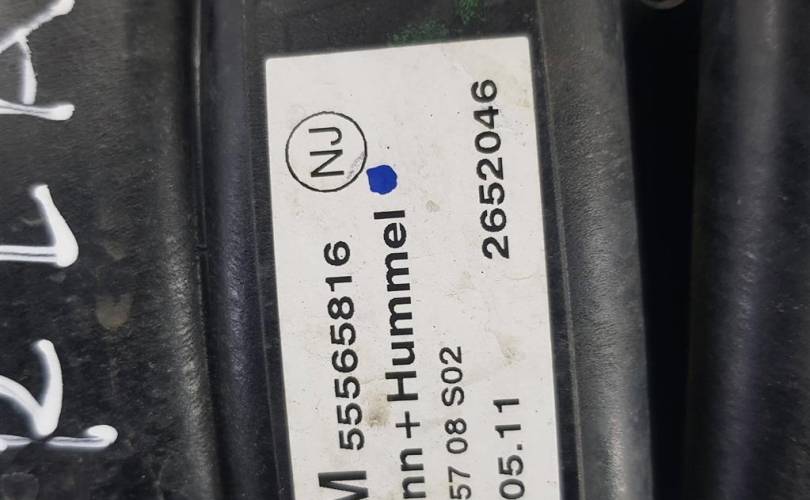 M 55565816 NJ
nn + Hummel
57 08 S02
05.11 2652046